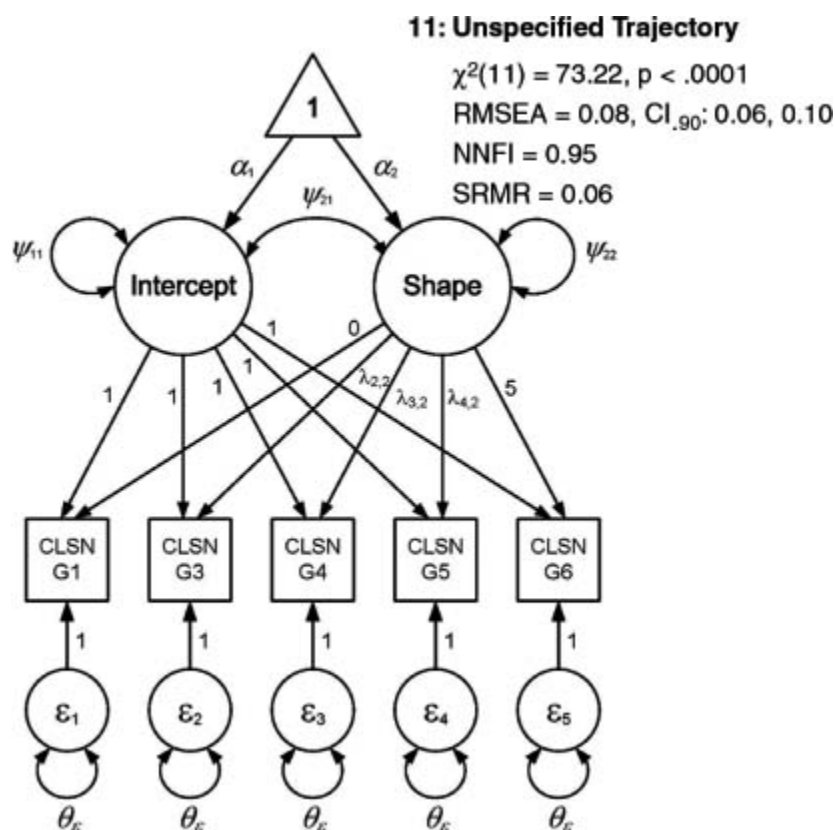 11: Unspecified Trajectory
χ²(11) = 73.22, p < .0001
RMSEA = 0.08, CI.90: 0.06, 0.10
NNFI = 0.95
SRMR = 0.06
1
α₁ α₂
ψ₂₁
ψ₁₁ Intercept Shape ψ₂₂
1 0
1 1 1 1 λ₂,₂ λ₃,₂ λ₄,₂ 5
CLSN CLSN CLSN CLSN CLSN
G1 G3 G4 G5 G6
1 1 1 1 1
ε₁ ε₂ ε₃ ε₄ ε₅
θε θε θε θε θε